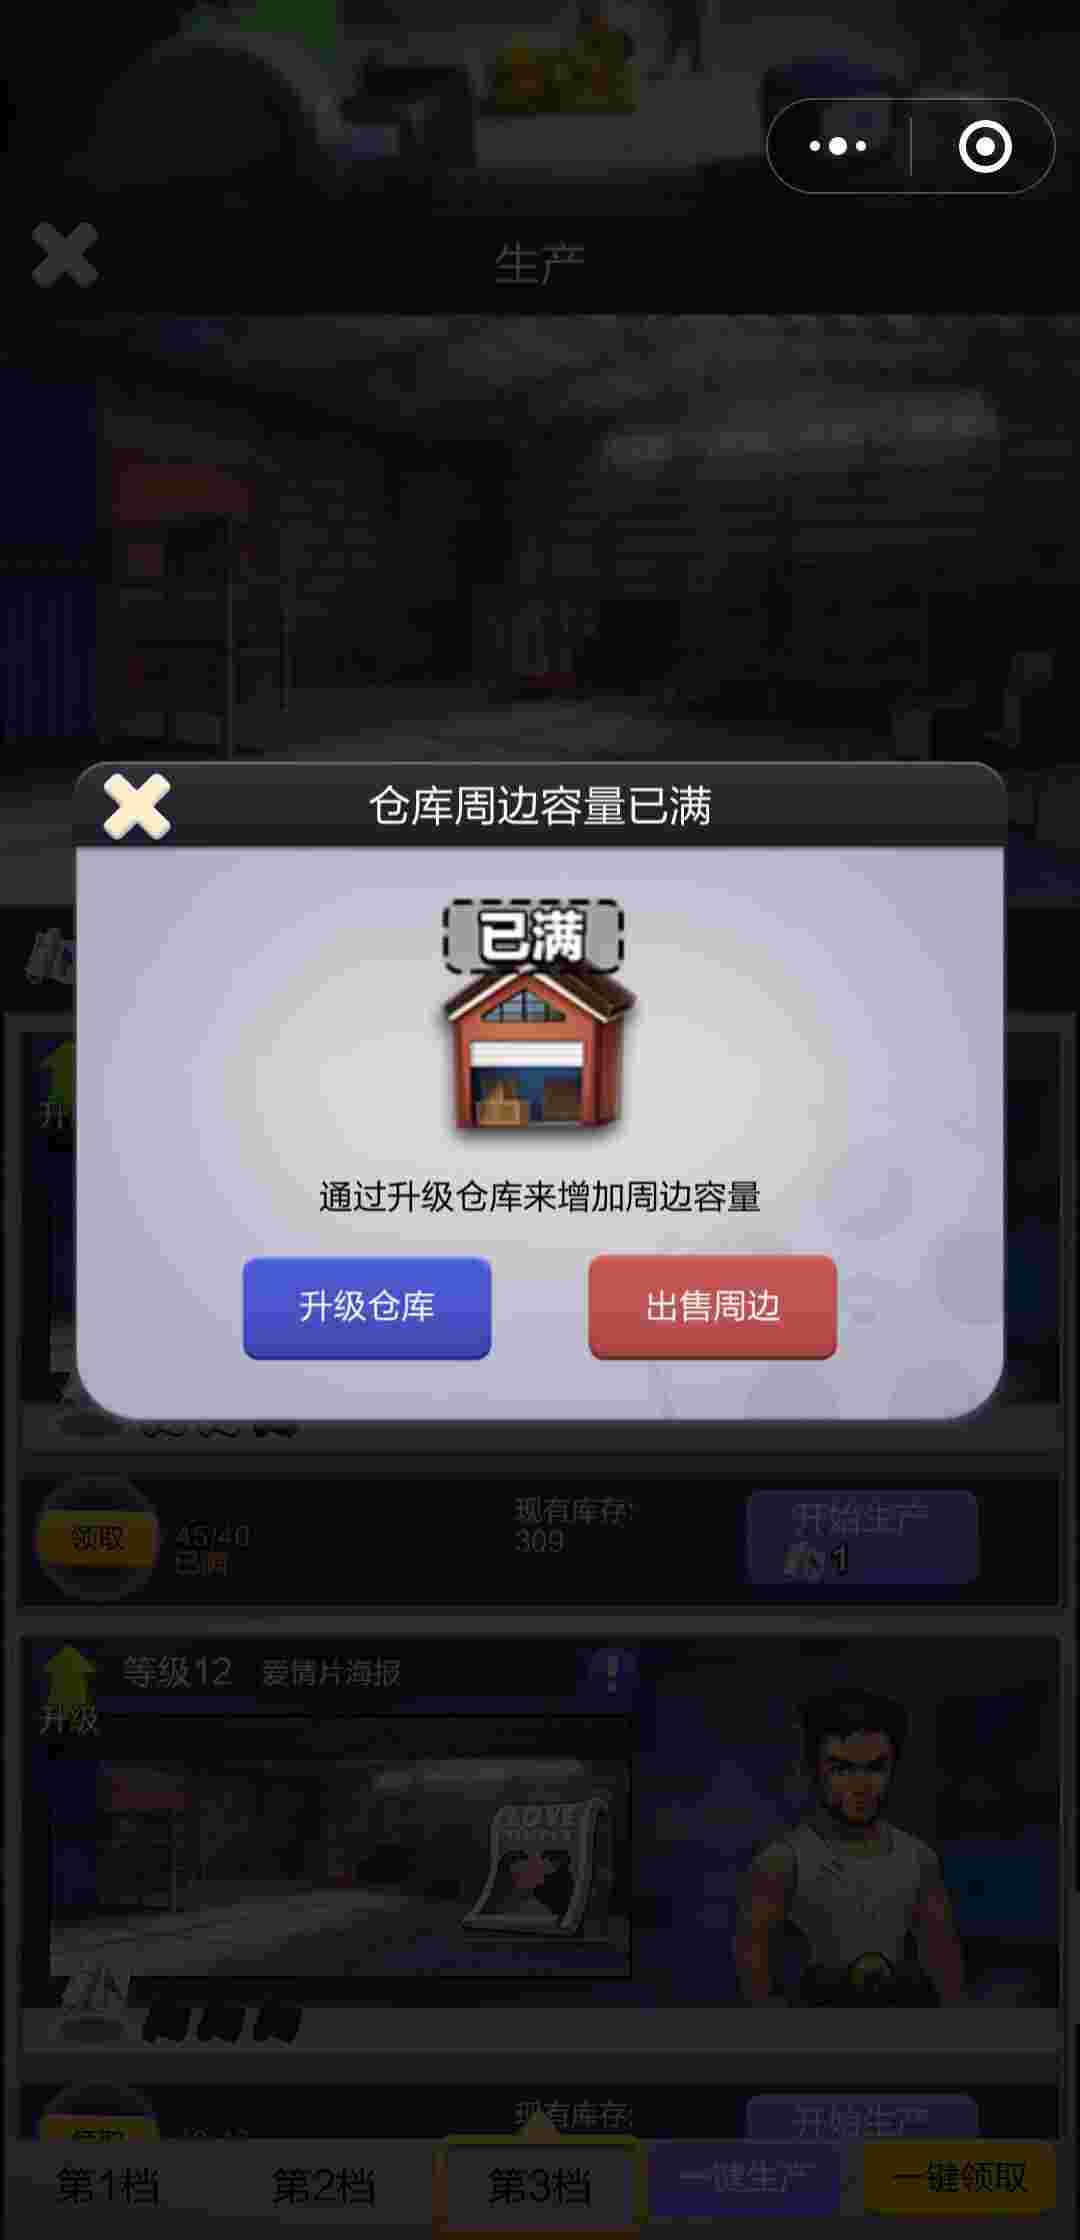 生产
仓库周边容量已满
已满
通过升级仓库来增加周边容量
升级仓库
出售周边
领取
45/40
已满
现有库存:
309
开始生产
1
等级12 爱情片海报
升级
LOVE
现有库存:
开始生产
第1档
第2档
第3档
一键生产
一键领取